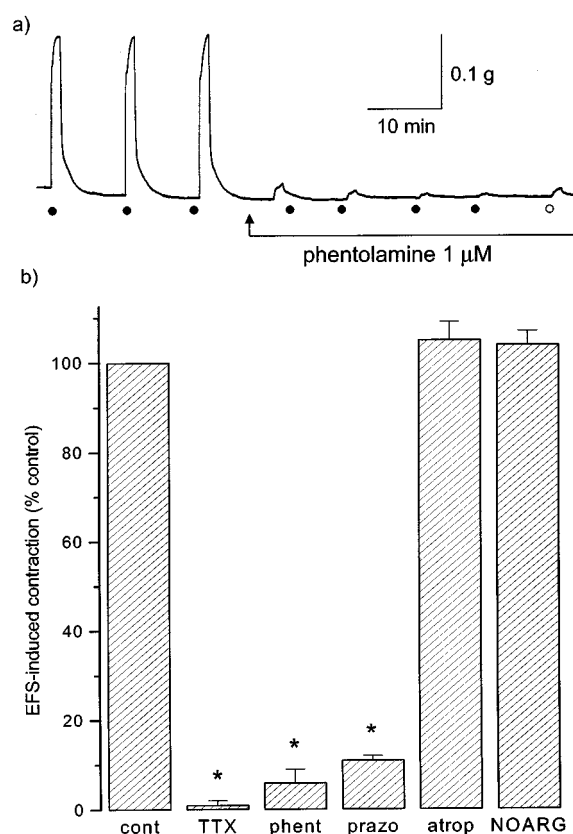 a)
0.1 g
10 min
phentolamine 1 μM
b)
EFS-induced contraction (% control)
100
80
60
40
20
0
*
*
*
cont TTX phent prazo atrop NOARG